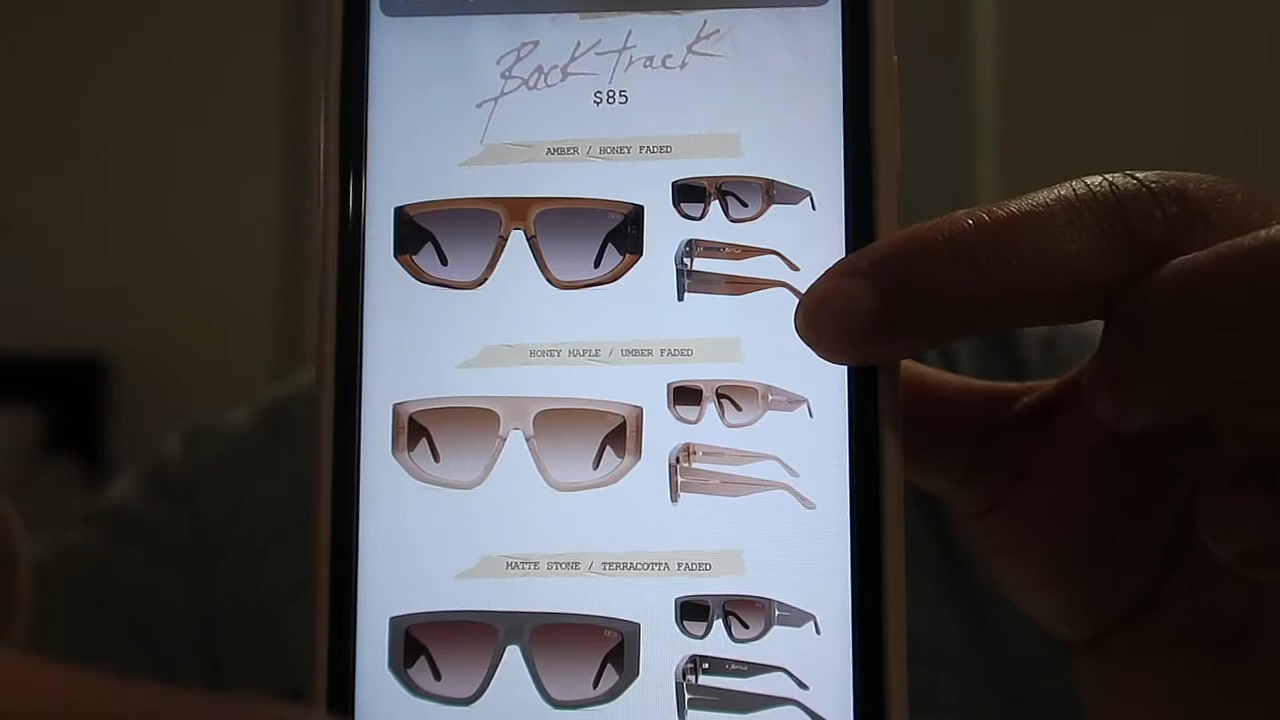 Back track
$85
AMBER / HONEY FADED
HONEY MAPLE / UMBER FADED
MATTE STONE / TERRACOTTA FADED